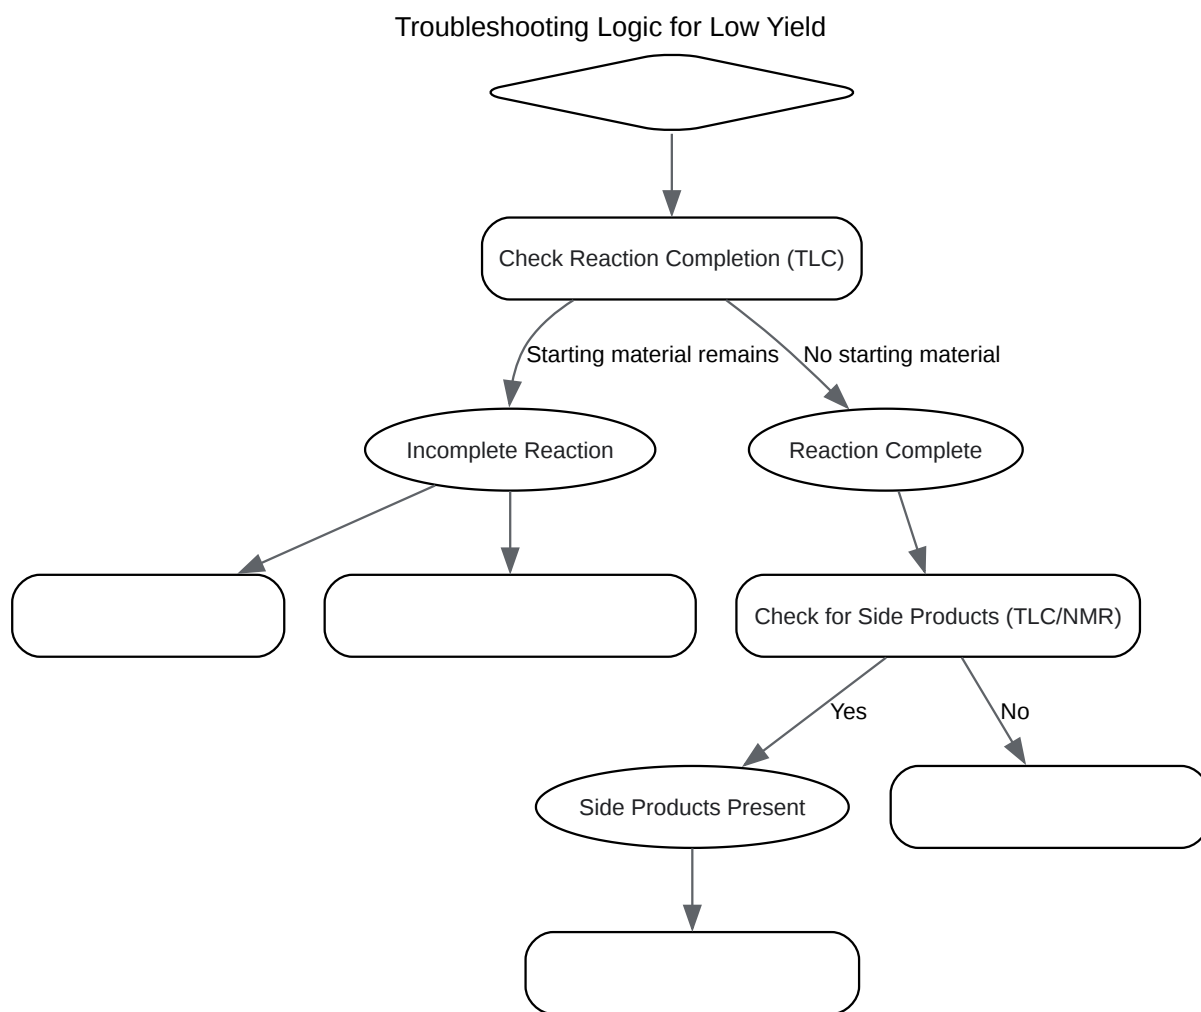 Troubleshooting Logic for Low Yield
Check Reaction Completion (TLC)
Starting material remains
No starting material
Incomplete Reaction
Reaction Complete
Check for Side Products (TLC/NMR)
Yes
No
Side Products Present